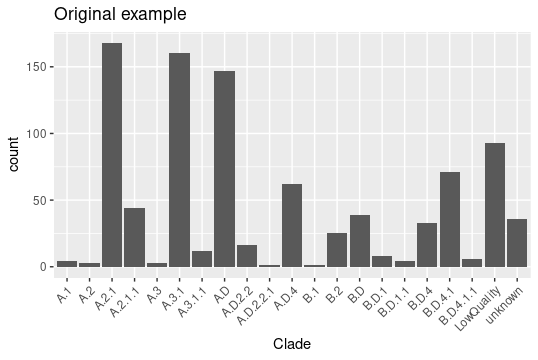 Original example
count
150
100
50
0
A.1
A.2
A.2.1
A.2.1.1
A.3
A.3.1
A.3.1.1
A.D
A.D.2.2
A.D.2.2.1
A.D.4
B.1
B.2
B.D
B.D.1
B.D.1.1
B.D.4
B.D.4.1
B.D.4.1.1
LowQuality
unknown
Clade